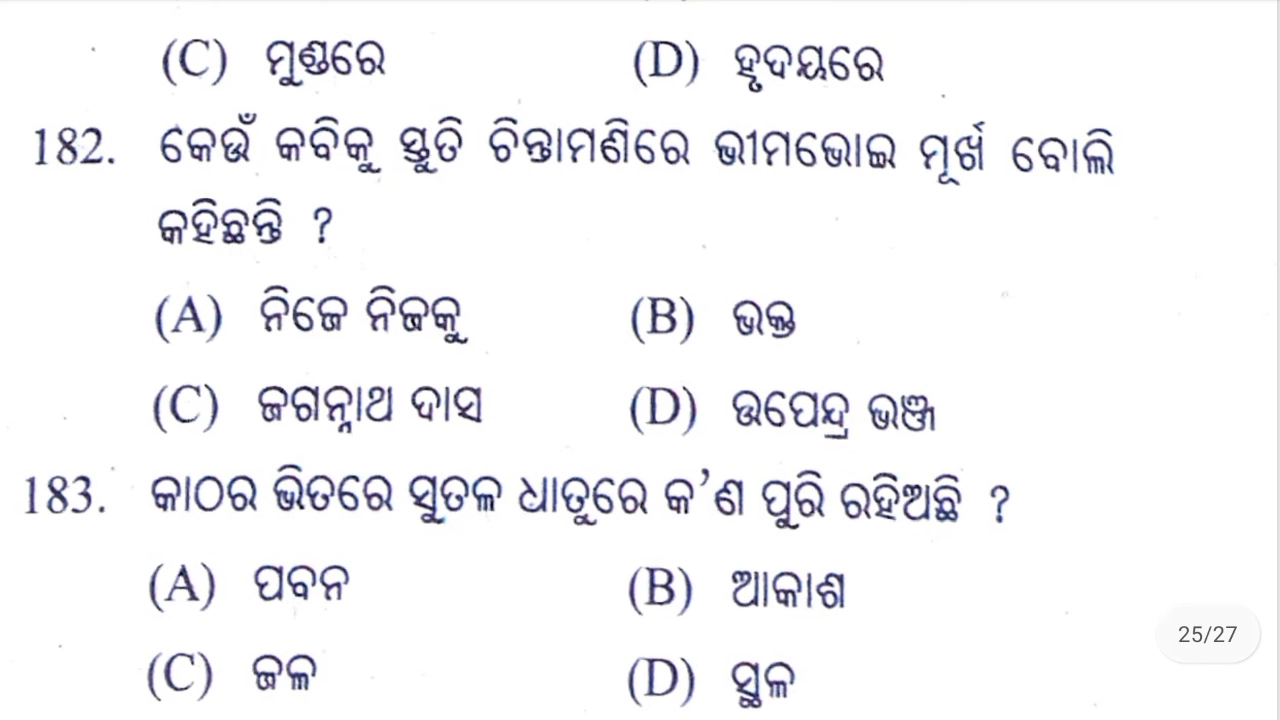 (C) ମୁଣ୍ଡରେ (D) ହୃଦୟରେ
182. କେଉଁ କବିକୁ ସ୍ତୁତି ଚିନ୍ତାମଣିରେ ଭୀମଭୋଇ ମୂର୍ଖ ବୋଲି
କହିଛନ୍ତି ?
(A) ନିଜେ ନିଜକୁ (B) ଭକ୍ତ
(C) ଜଗନ୍ନାଥ ଦାସ (D) ଉପେନ୍ଦ୍ର ଭଞ୍ଜ
183. କାଠର ଭିତରେ ସୁତଳ ଧାତୁରେ କ'ଣ ପୁରି ରହିଅଛି ?
(A) ପବନ (B) ଆକାଶ
(C) ଜଳ (D) ସ୍ଥଳ
25/27